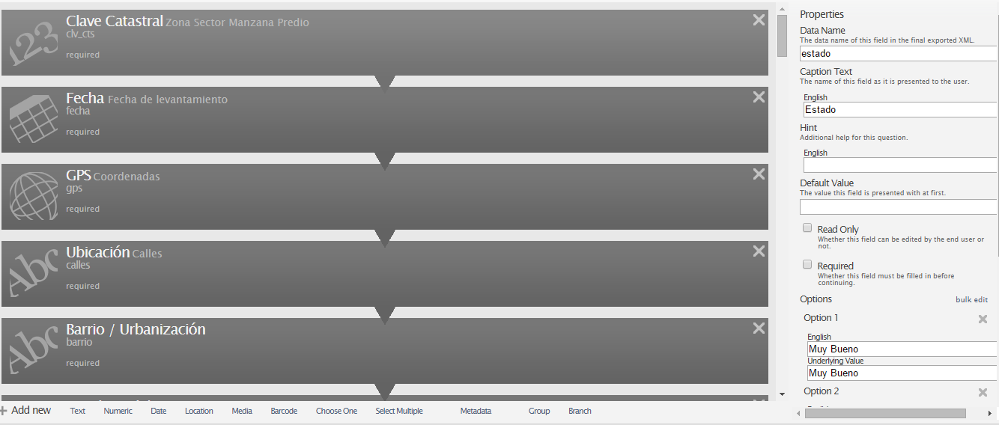 Clave Catastral Zona Sector Manzana Predio
clv_cts
required
123
Fecha Fecha de levantamiento
fecha
required
GPS Coordenadas
gps
required
Ubicación Calles
calles
required
Abc
Barrio / Urbanización
barrio
required
Abc
Add new Text Numeric Date Location Media Barcode Choose One Select Multiple Metadata Group Branch
Properties
Data Name
The data name of this field in the final exported XML.
estado
Caption Text
The name of this field as it is presented to the user.
English
Estado
Hint
Additional help for this question.
English
Default Value
The value this field is presented with at first.
Read Only
Whether this field can be edited by the end user or
not.
Required
Whether this field must be filled in before
continuing.
Options bulk edit
Option 1
English
Muy Bueno
Underlying Value
Muy Bueno
Option 2